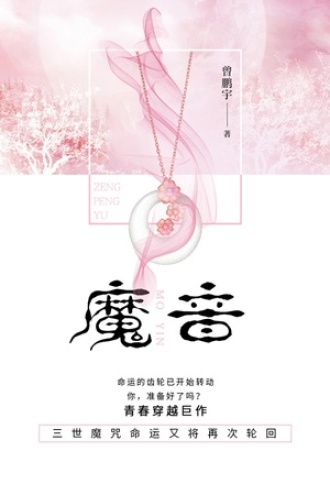 曾鹏宇——著
ZENG
PENG
YU
MO YIN
魔音
命运的齿轮已开始转动
你，准备好了吗？
青春穿越巨作
三世魔咒命运又将再次轮回